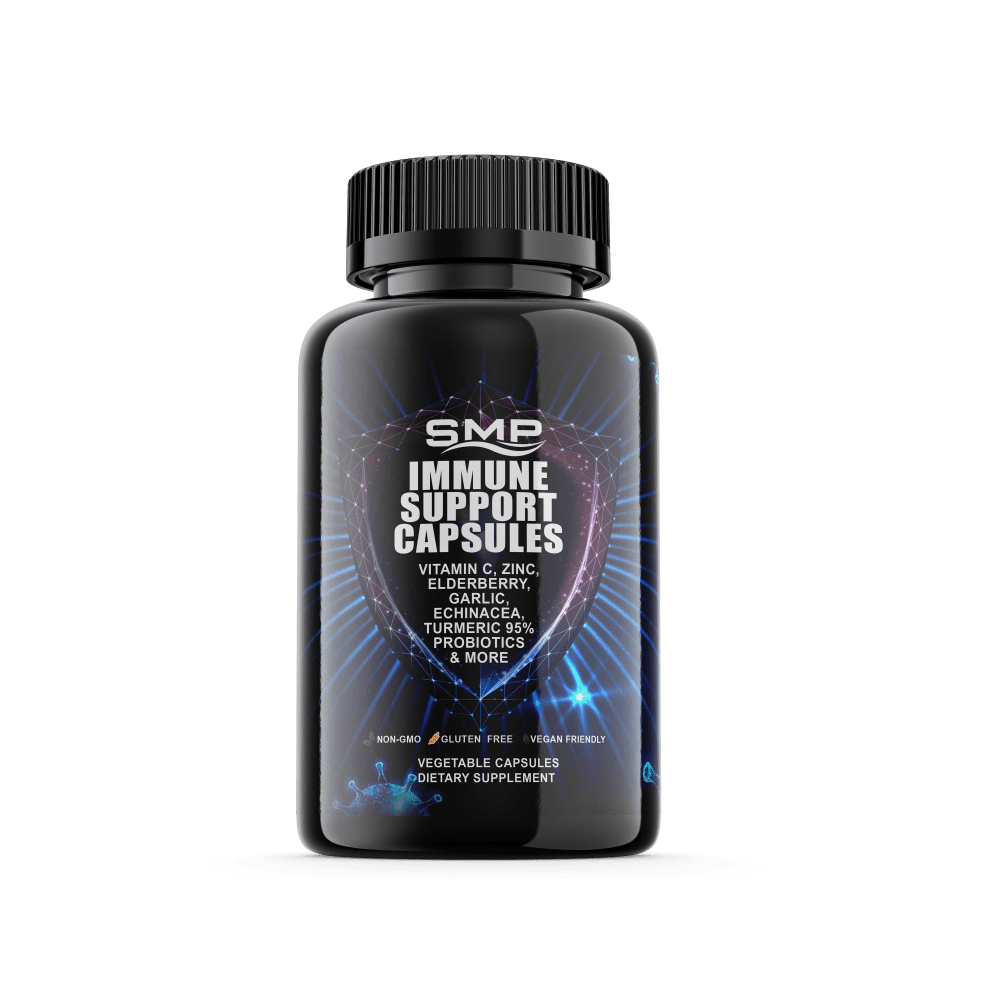 SMP
IMMUNE
SUPPORT
CAPSULES
VITAMIN C, ZINC,
ELDERBERRY,
GARLIC,
ECHINACEA,
TURMERIC 95%
PROBIOTICS
& MORE
NON-GMO GLUTEN FREE VEGAN FRIENDLY
VEGETABLE CAPSULES
DIETARY SUPPLEMENT